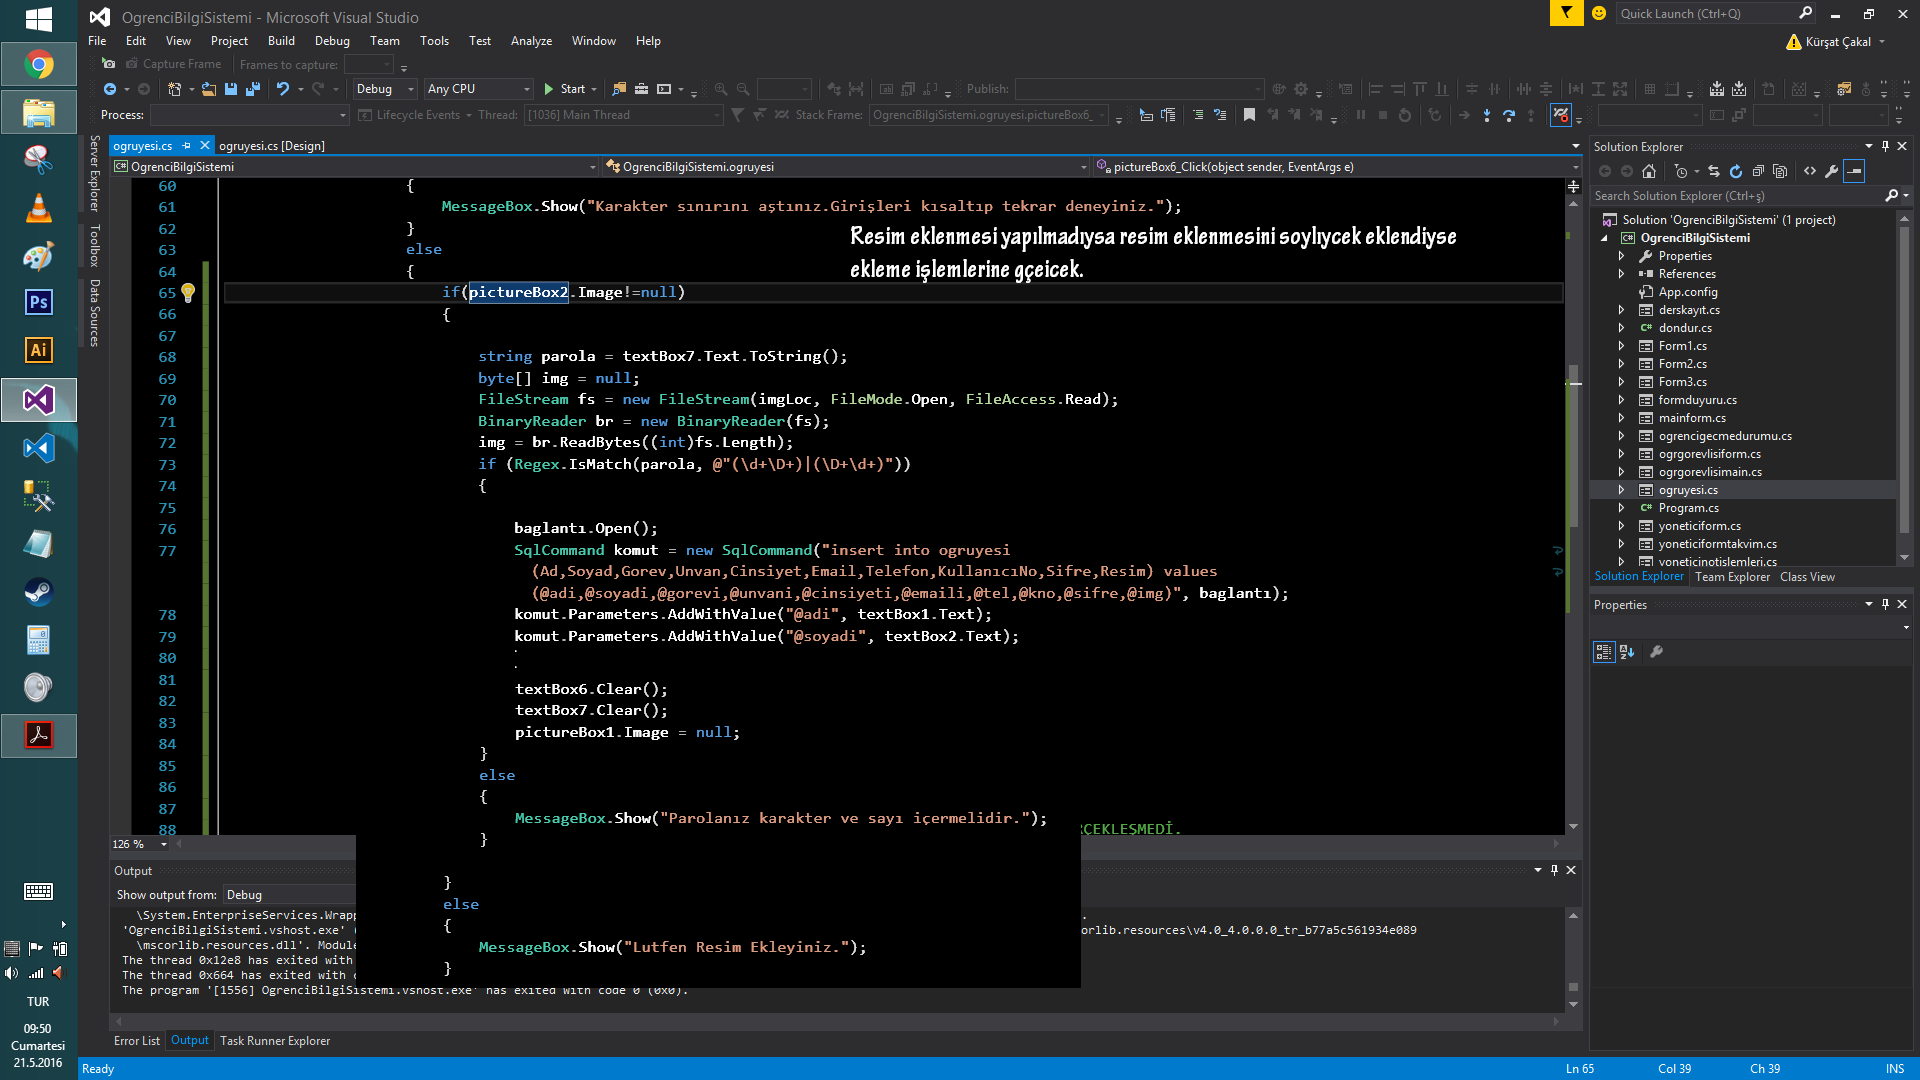 OgrenciBilgiSistemi - Microsoft Visual Studio
Quick Launch (Ctrl+Q)
File Edit View Project Build Debug Team Tools Test Analyze Window Help
Kürşat Çakal
Capture Frame Frames to capture:
Debug Any CPU Start Publish:
Process: Lifecycle Events Thread: [1036] Main Thread Stack Frame: OgrenciBilgiSistemi.ogruyesi.pictureBox6_
Server Explorer
Toolbox
Data Sources
ogruyesi.cs ogruyesi.cs [Design]
OgrenciBilgiSistemi OgrenciBilgiSistemi.ogruyesi pictureBox6_Click(object sender, EventArgs e)
60 {
61 MessageBox.Show("Karakter sınırını aştınız.Girişleri kısaltıp tekrar deneyiniz.");
62 }
Resim eklenmesi yapılmadıysa resim eklenmesini soylıycek eklendiyse
63 else
ekleme işlemlerine gçeicek.
64 {
65 if(pictureBox2.Image!=null)
66 {
67
68 string parola = textBox7.Text.ToString();
69 byte[] img = null;
70 FileStream fs = new FileStream(imgLoc, FileMode.Open, FileAccess.Read);
71 BinaryReader br = new BinaryReader(fs);
72 img = br.ReadBytes((int)fs.Length);
73 if (Regex.IsMatch(parola, @"(\d+\D+)|(\D+\d+)"))
74 {
75
76 baglantı.Open();
77 SqlCommand komut = new SqlCommand("insert into ogruyesi
(Ad,Soyad,Gorev,Unvan,Cinsiyet,Email,Telefon,KullanıcıNo,Sifre,Resim) values
(@adi,@soyadi,@gorevi,@unvani,@cinsiyeti,@emaili,@tel,@kno,@sifre,@img)", baglantı);
78 komut.Parameters.AddWithValue("@adi", textBox1.Text);
79 komut.Parameters.AddWithValue("@soyadi", textBox2.Text);
80 .
.
81 textBox6.Clear();
82 textBox7.Clear();
83 pictureBox1.Image = null;
84 }
85 else
86 {
87 MessageBox.Show("Parolanız karakter ve sayı içermelidir.");
88 }
RÇEKLEŞMEDİ.
}
else
{
MessageBox.Show("Lutfen Resim Ekleyiniz.");
}
126 %
Output
Show output from: Debug
\System.EnterpriseServices.Wrapp
'OgrenciBilgiSistemi.vshost.exe' (
orlib.resources\v4.0_4.0.0.0_tr_b77a5c561934e089
\mscorlib.resources.dll'. Module
The thread 0x12e8 has exited with
The thread 0x664 has exited with c
The program '[1556] OgrenciBilgiSistemi.vshost.exe' has exited with code 0 (0x0).
Error List Output Task Runner Explorer
Ready Ln 65 Col 39 Ch 39 INS
Solution Explorer
Search Solution Explorer (Ctrl+ş)
Solution 'OgrenciBilgiSistemi' (1 project)
OgrenciBilgiSistemi
Properties
References
App.config
derskayıt.cs
dondur.cs
Form1.cs
Form2.cs
Form3.cs
formduyuru.cs
mainform.cs
ogrencigecmedurumu.cs
ogrgorevlisiform.cs
ogrgorevlisimain.cs
ogruyesi.cs
Program.cs
yoneticiform.cs
yoneticiformtakvim.cs
yoneticinotislemleri.cs
Solution Explorer Team Explorer Class View
Properties
Ps
Ai
TUR
09:50
Cumartesi
21.5.2016